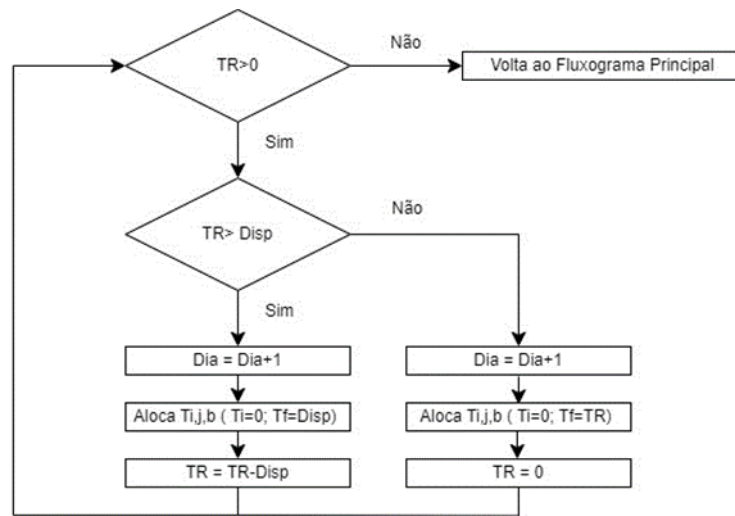 TR>0
Não
Volta ao Fluxograma Principal
Sim
TR> Disp
Não
Sim
Dia = Dia+1
Dia = Dia+1
Aloca Ti,j,b ( Ti=0; Tf=Disp)
Aloca Ti,j,b ( Ti=0; Tf=TR)
TR = TR-Disp
TR = 0